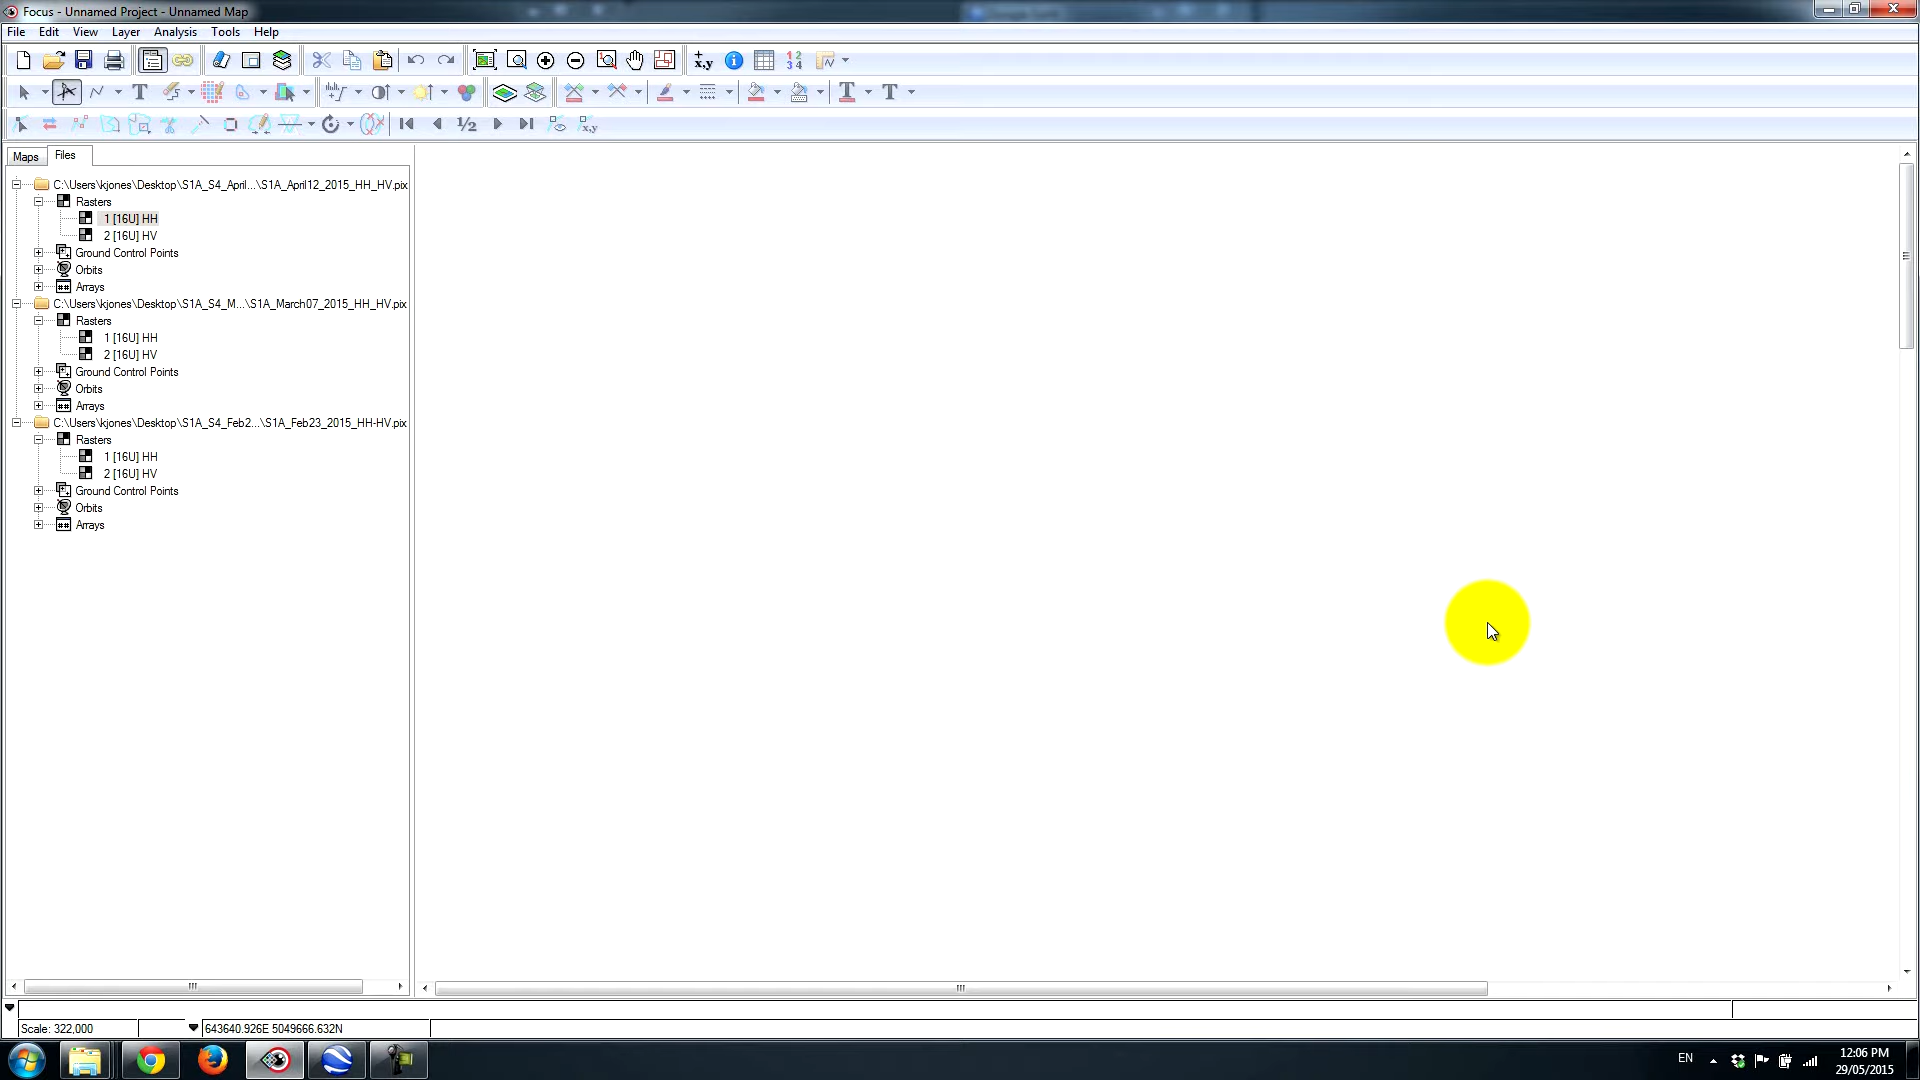 Focus - Unnamed Project - Unnamed Map
File Edit View Layer Analysis Tools Help
Maps Files
C:\Users\kjones\Desktop\S1A_S4_April...\S1A_April12_2015_HH_HV.pix
Rasters
1 [16U] HH
2 [16U] HV
Ground Control Points
Orbits
Arrays
C:\Users\kjones\Desktop\S1A_S4_M...\S1A_March07_2015_HH_HV.pix
Rasters
1 [16U] HH
2 [16U] HV
Ground Control Points
Orbits
Arrays
C:\Users\kjones\Desktop\S1A_S4_Feb2...\S1A_Feb23_2015_HH-HV.pix
Rasters
1 [16U] HH
2 [16U] HV
Ground Control Points
Orbits
Arrays
Scale: 322,000 643640.926E 5049666.632N
EN 12:06 PM
29/05/2015